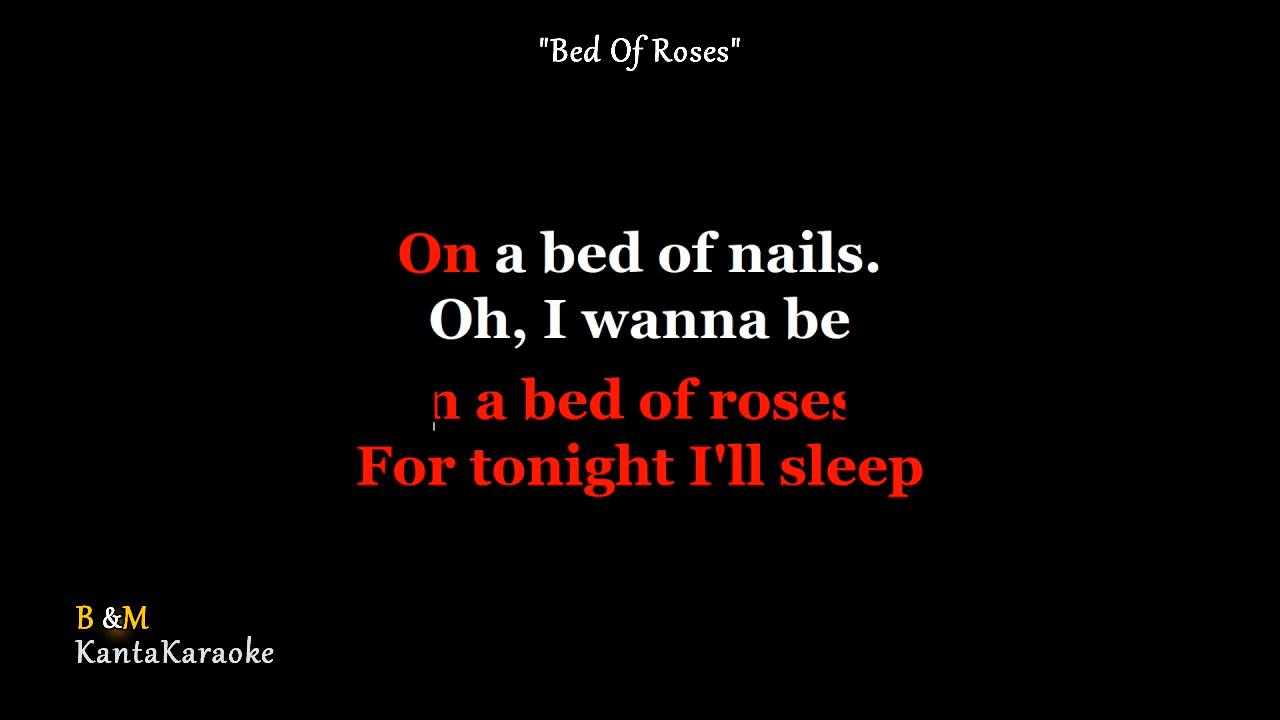 "Bed Of Roses"
On a bed of nails.
Oh, I wanna be
n a bed of roses
For tonight I'll sleep
B &M
KantaKaraoke